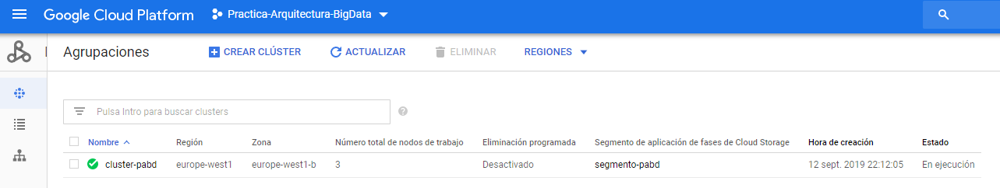 Google Cloud Platform Practica-Arquitectura-BigData
Agrupaciones CREAR CLÚSTER ACTUALIZAR ELIMINAR REGIONES
Pulsa Intro para buscar clusters ?
Nombre Región Zona Número total de nodos de trabajo Eliminación programada Segmento de aplicación de fases de Cloud Storage Hora de creación Estado
cluster-pabd europe-west1 europe-west1-b 3 Desactivado segmento-pabd 12 sept. 2019 22:12:05 En ejecución